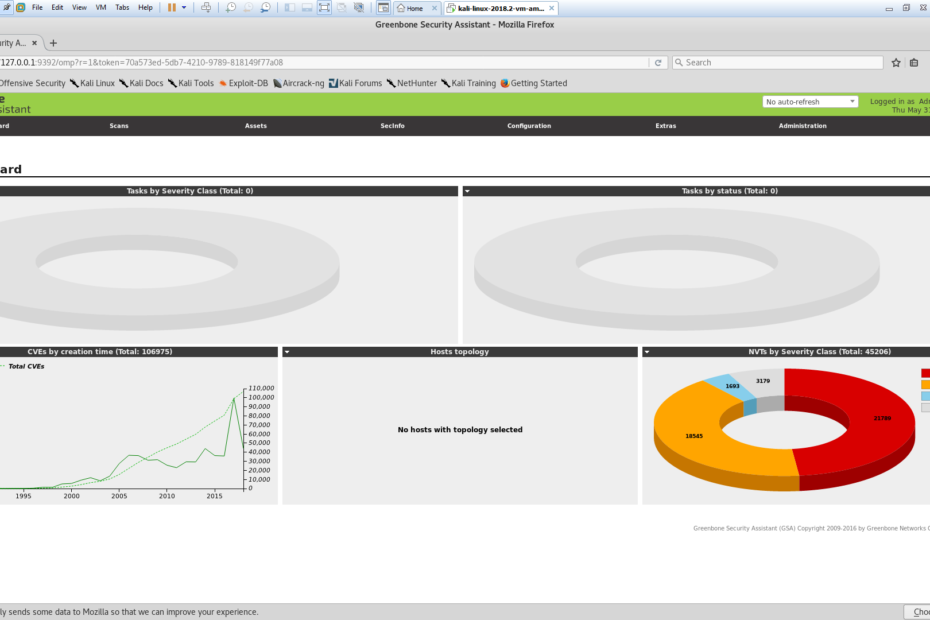 File Edit View VM Tabs Help Home kali-linux-2018.2-vm-am...
Greenbone Security Assistant - Mozilla Firefox
urity A...
127.0.0.1:9392/omp?r=1&token=70a573ed-5db7-4210-9789-818149f77a08 Search
Offensive Security Kali Linux Kali Docs Kali Tools Exploit-DB Aircrack-ng Kali Forums NetHunter Kali Training Getting Started
e
sistant
No auto-refresh
Logged in as Adm
Thu May 31
ard Scans Assets SecInfo Configuration Extras Administration
ard
Tasks by Severity Class (Total: 0) Tasks by status (Total: 0)
CVEs by creation time (Total: 106975) Hosts topology NVTs by Severity Class (Total: 45206)
Total CVEs
110,000
100,000
90,000
80,000
70,000
60,000
50,000
40,000
30,000
20,000
10,000
0
1995 2000 2005 2010 2015
No hosts with topology selected
3179
1693
18545
Greenbone Security Assistant (GSA) Copyright 2009-2016 by Greenbone Networks
ly sends some data to Mozilla so that we can improve your experience.
Choo